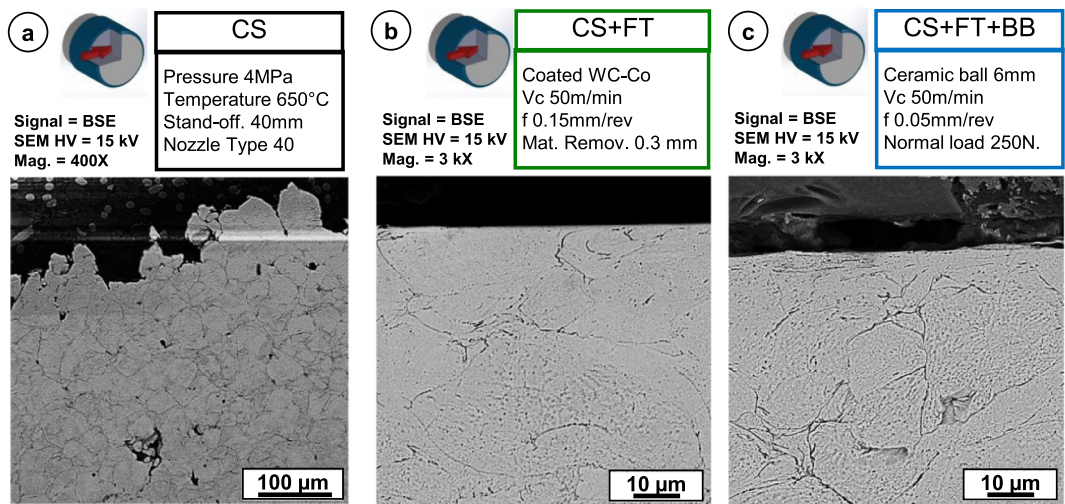 a
CS
Pressure 4MPa
Temperature 650°C
Stand-off. 40mm
Nozzle Type 40
Signal = BSE
SEM HV = 15 kV
Mag. = 400X
100 µm
b
CS+FT
Coated WC-Co
Vc 50m/min
f 0.15mm/rev
Mat. Remov. 0.3 mm
Signal = BSE
SEM HV = 15 kV
Mag. = 3 kX
10 µm
c
CS+FT+BB
Ceramic ball 6mm
Vc 50m/min
f 0.05mm/rev
Normal load 250N.
Signal = BSE
SEM HV = 15 kV
Mag. = 3 kX
10 µm